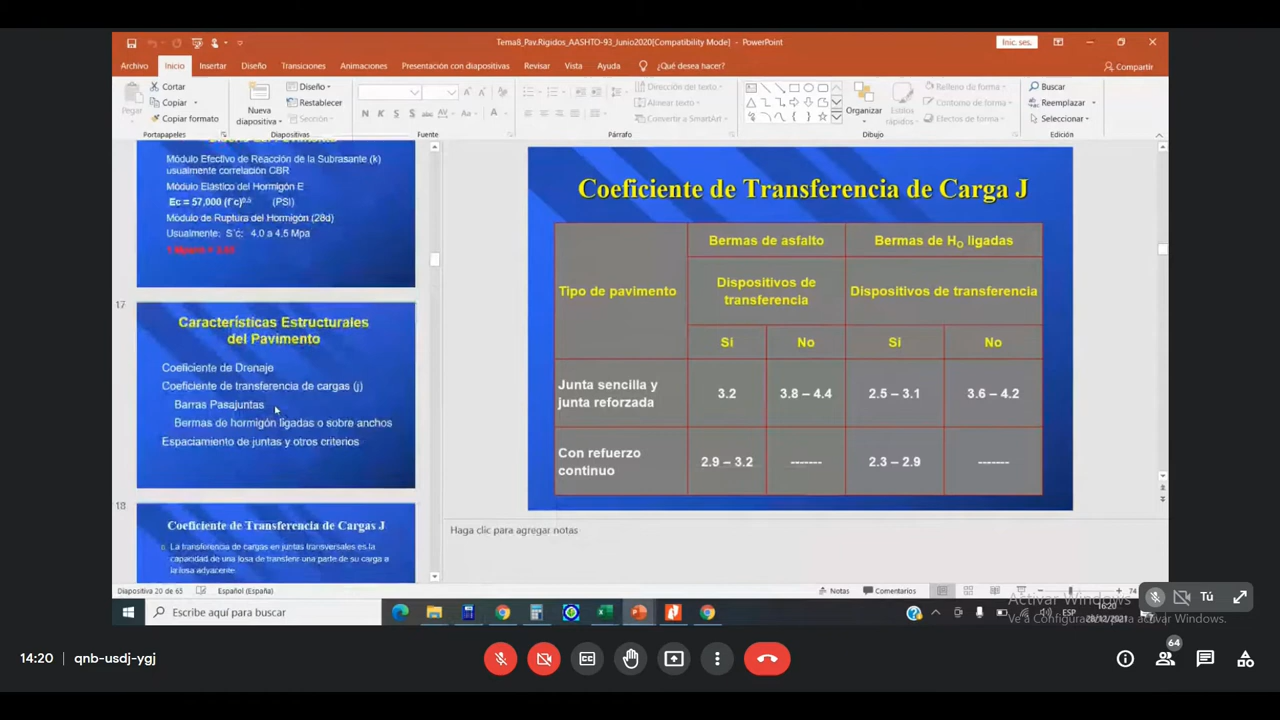 Tema8_Pav.Rigidos_AASHTO-93_Junio2020[Compatibility Mode] - PowerPoint
Inic. ses.
Archivo Inicio Insertar Diseño Transiciones Animaciones Presentación con diapositivas Revisar Vista Ayuda ¿Qué desea hacer? Compartir
Pegar
Cortar
Copiar
Copiar formato
Portapapeles
Nueva diapositiva
Diseño
Restablecer
Sección
Diapositivas
N K S S
Fuente
Párrafo
Dirección del texto
Alinear texto
Convertir a SmartArt
Organizar
Estilos rápidos
Relleno de forma
Contorno de forma
Efectos de forma
Dibujo
Buscar
Reemplazar
Seleccionar
Edición
Módulo Efectivo de Reacción de la Subrasante (k)
usualmente correlación CBR
Módulo Elástico del Hormigón E
Ec = 57,000 (f'c)0.5 (PSI)
Módulo de Ruptura del Hormigón (28d)
Usualmente: S'c: 4.0 a 4.5 Mpa
17
Características Estructurales
del Pavimento
Coeficiente de Drenaje
Coeficiente de transferencia de cargas (j)
Barras Pasajuntas
Bermas de hormigón ligadas o sobre anchos
Espaciamiento de juntas y otros criterios
18
Coeficiente de Transferencia de Cargas J
La transferencia de cargas en juntas transversales es la
capacidad de una losa de transferir una parte de su carga a
la losa adyacente.
Coeficiente de Transferencia de Carga J
Tipo de pavimento
Bermas de asfalto
Bermas de HO ligadas
Dispositivos de
transferencia
Dispositivos de transferencia
Si No Si No
Junta sencilla y
junta reforzada
3.2 3.8 – 4.4 2.5 – 3.1 3.6 – 4.2
Con refuerzo
continuo
2.9 – 3.2 ------- 2.3 – 2.9 -------
Haga clic para agregar notas
Diapositiva 20 de 65 Español (España) Notas Comentarios 74
Activar Windows
Ve a Configuración para activar Windows.
Tú
Escribe aquí para buscar
ESP
16:20
28/12/2021
14:20 | qnb-usdj-ygj
64